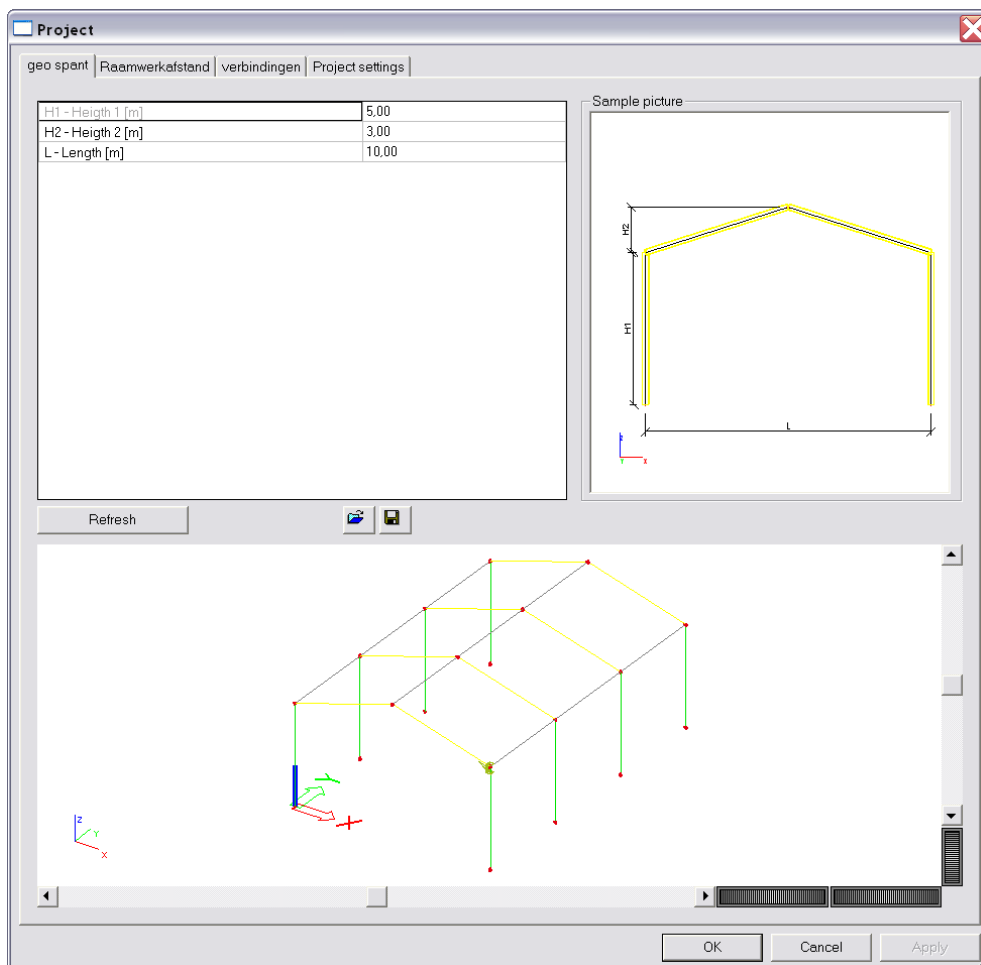 Project
geo spant Raamwerkafstand verbindingen Project settings
H1 - Heigth 1 [m] 5,00
H2 - Heigth 2 [m] 3,00
L - Length [m] 10,00
Sample picture
H2
H1
L
Z
Y X
Refresh
Y
X
Z
Y
X
OK Cancel Apply